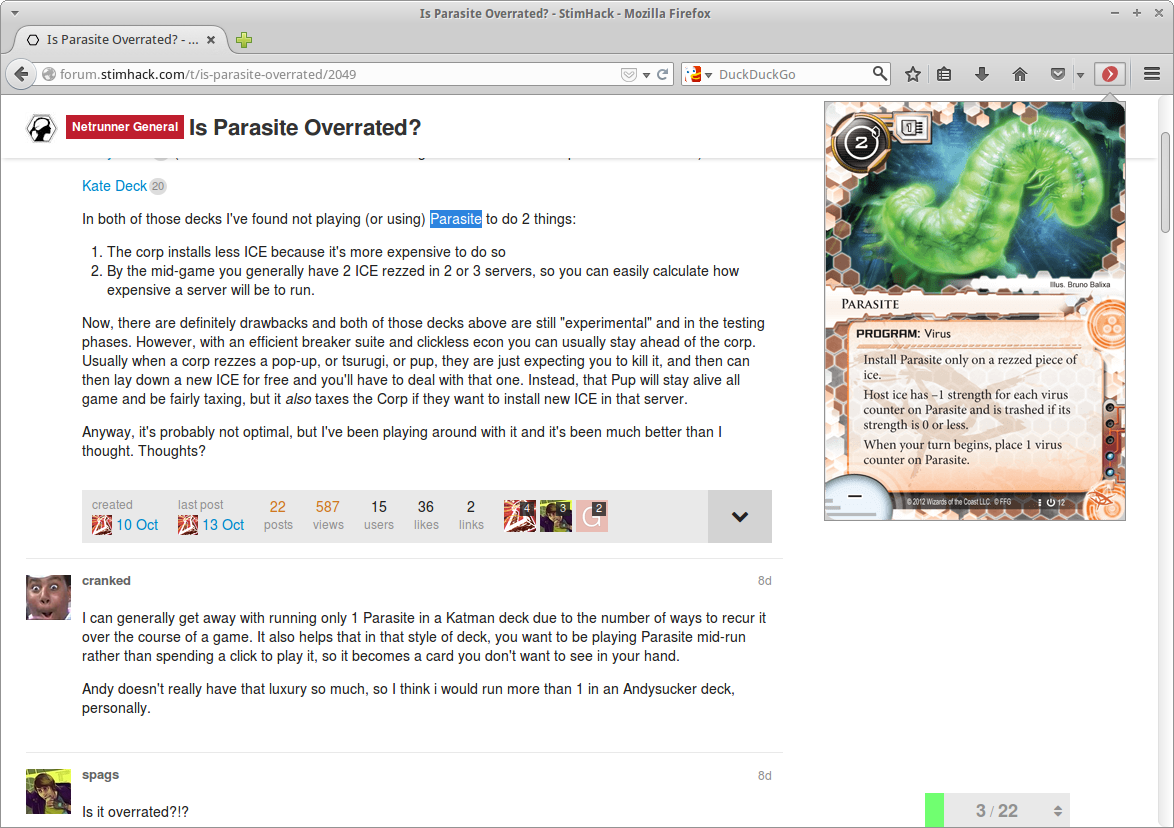 Is Parasite Overrated? - StimHack - Mozilla Firefox
Is Parasite Overrated? - ...
forum.stimhack.com/t/is-parasite-overrated/2049
DuckDuckGo
Netrunner General Is Parasite Overrated?
Kate Deck 20
In both of those decks I've found not playing (or using) Parasite to do 2 things:
1. The corp installs less ICE because it's more expensive to do so
2. By the mid-game you generally have 2 ICE rezzed in 2 or 3 servers, so you can easily calculate how
expensive a server will be to run.
Now, there are definitely drawbacks and both of those decks above are still "experimental" and in the testing
phases. However, with an efficient breaker suite and clickless econ you can usually stay ahead of the corp.
Usually when a corp rezzes a pop-up, or tsurugi, or pup, they are just expecting you to kill it, and then can
then lay down a new ICE for free and you'll have to deal with that one. Instead, that Pup will stay alive all
game and be fairly taxing, but it also taxes the Corp if they want to install new ICE in that server.
Anyway, it's probably not optimal, but I've been playing around with it and it's been much better than I
thought. Thoughts?
created last post 22 587 15 36 2 4 3 G 2
10 Oct 13 Oct posts views users likes links
cranked 8d
I can generally get away with running only 1 Parasite in a Katman deck due to the number of ways to recur it
over the course of a game. It also helps that in that style of deck, you want to be playing Parasite mid-run
rather than spending a click to play it, so it becomes a card you don't want to see in your hand.
Andy doesn't really have that luxury so much, so I think i would run more than 1 in an Andysucker deck,
personally.
spags 8d
Is it overrated?!?
3 / 22
2 1
Illus. Bruno Balixa
PARASITE
PROGRAM: Virus
Install Parasite only on a rezzed piece of
ice.
Host ice has –1 strength for each virus
counter on Parasite and is trashed if its
strength is 0 or less.
When your turn begins, place 1 virus
counter on Parasite.
–
© 2012 Wizards of the Coast LLC. © FFG 12